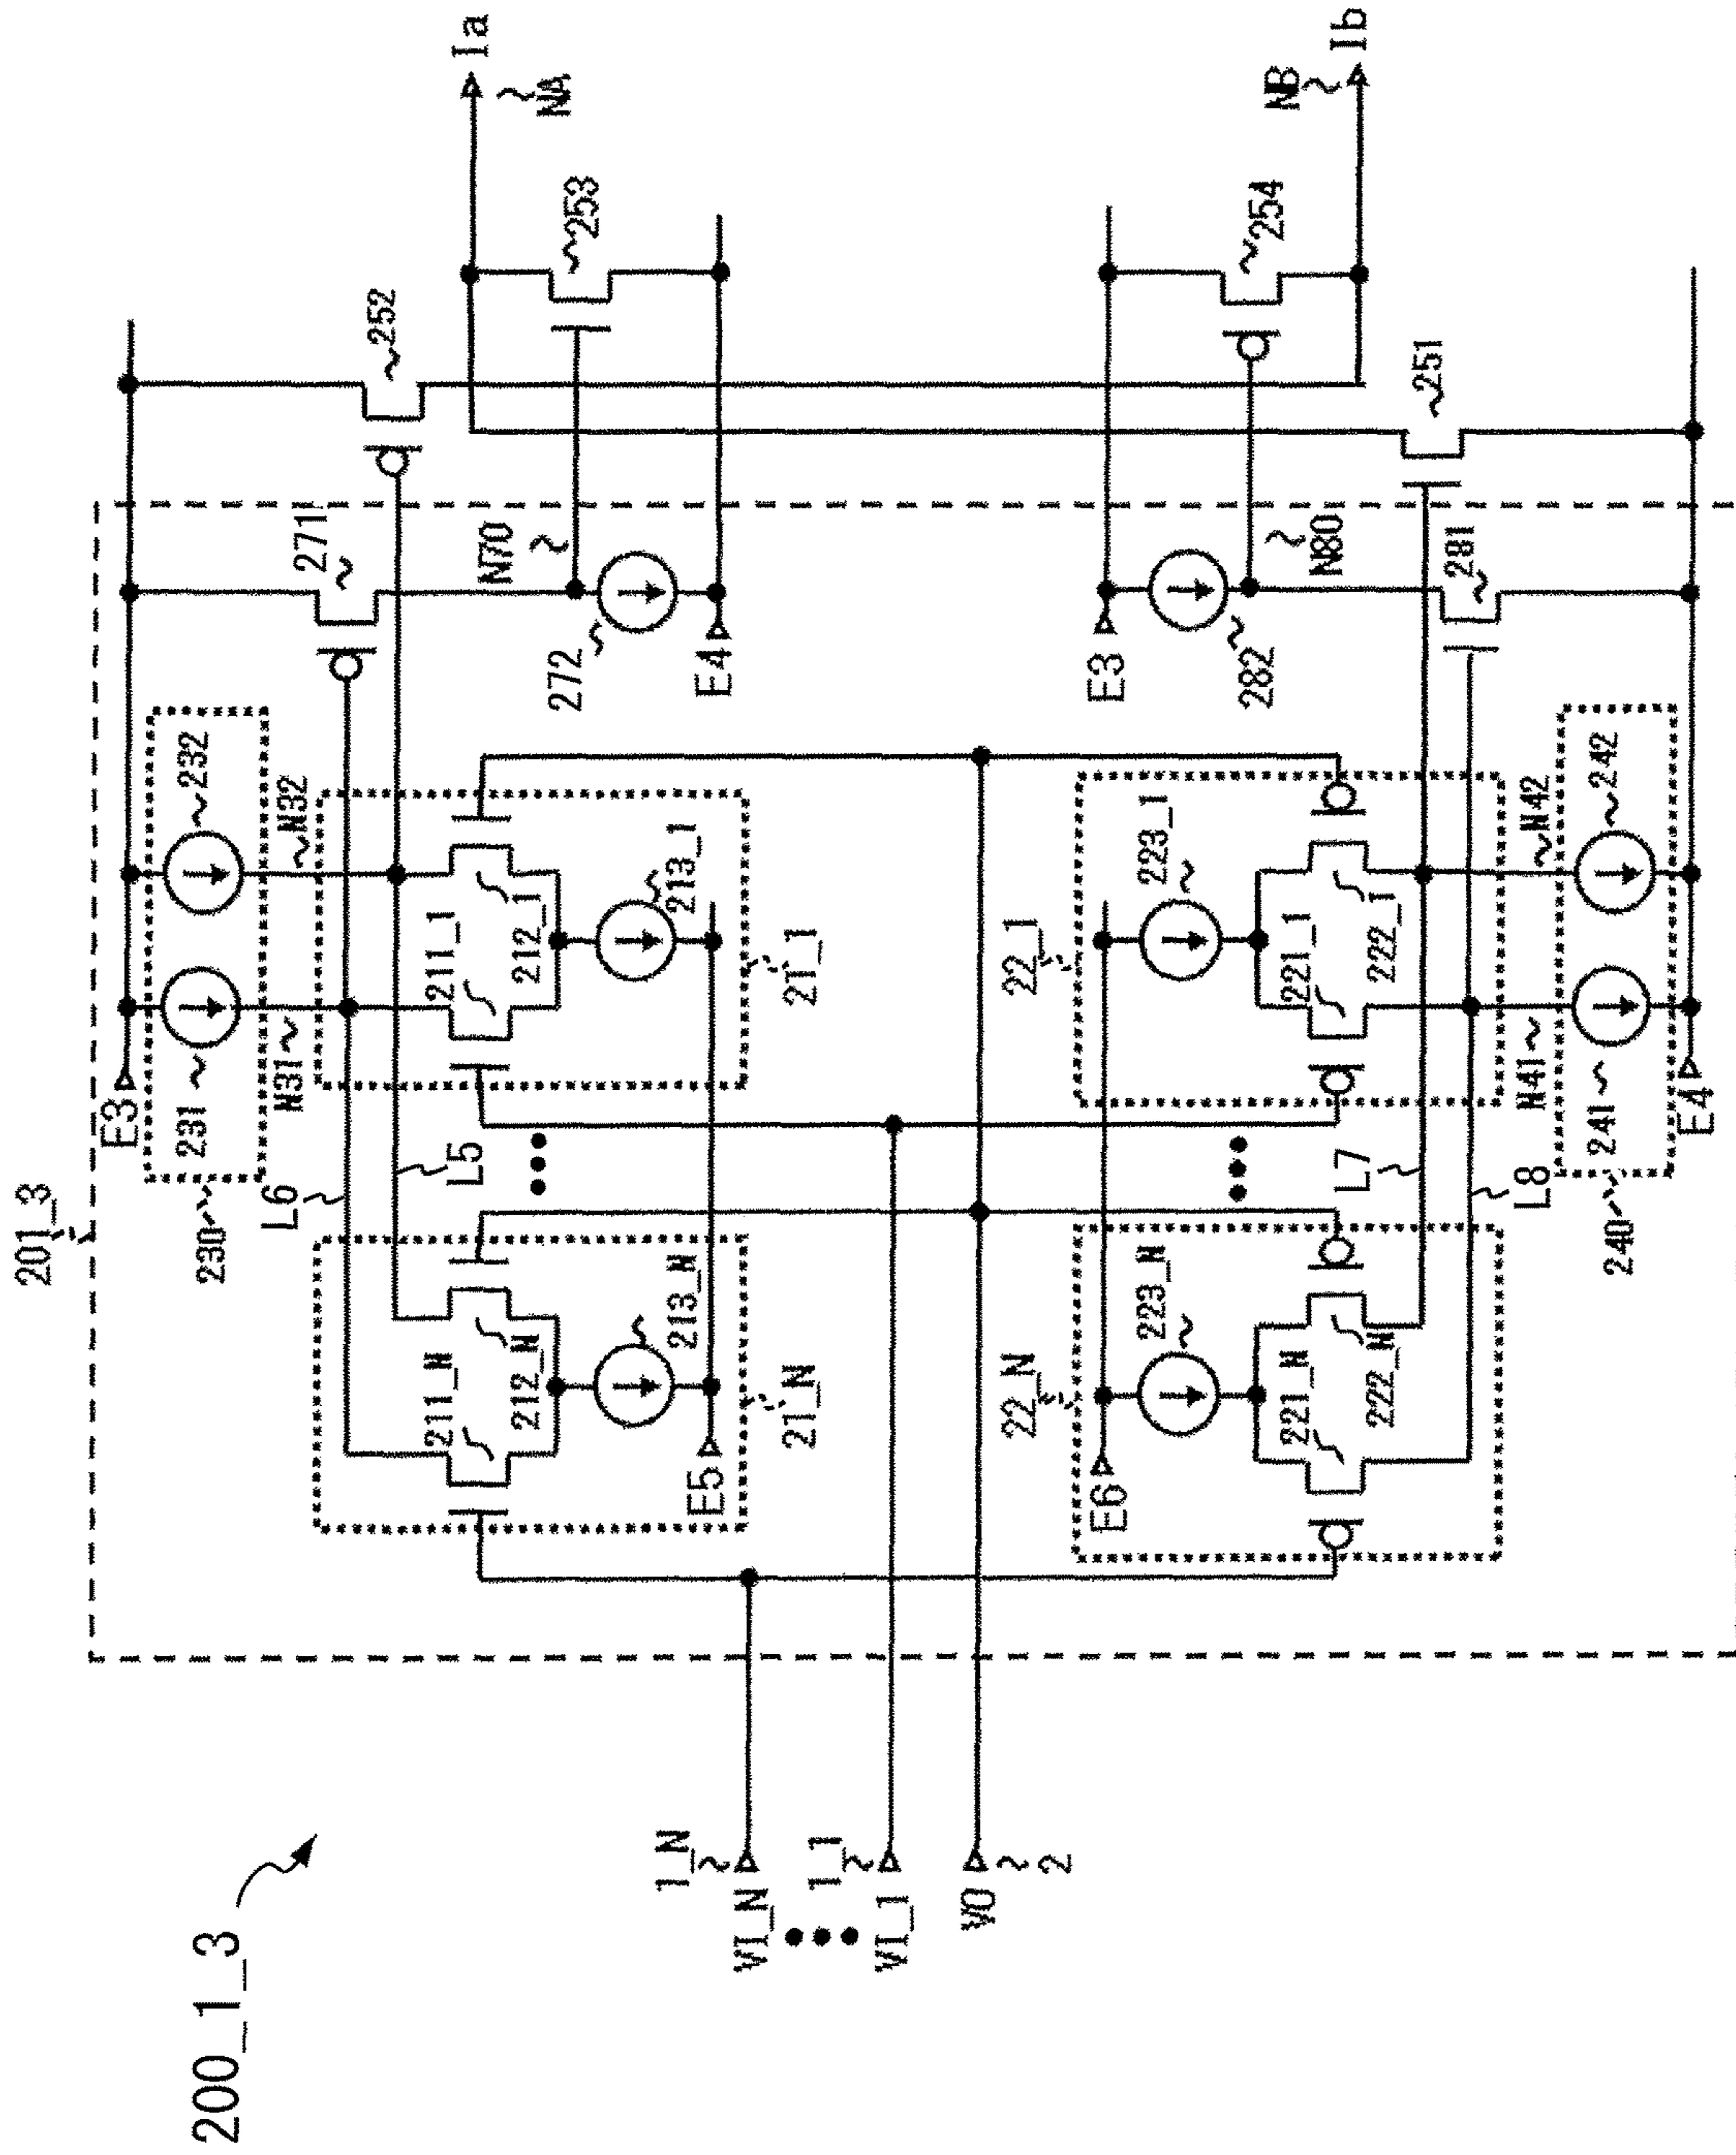 200_1_3
201_3
E3
231
232
230
N31
N32
L6
L5
271
252
Ia
NA
253
N70
272
E4
211_1
212_1
213_1
21_1
211_N
212_N
213_N
21_N
E5
1_N
VI_N
1_1
VI_1
VO
2
22_N
E6
223_N
221_N
222_N
22_1
223_1
221_1
222_1
L7
L8
N41
N42
241
242
240
E4
E3
282
N80
281
254
251
NB
Ib